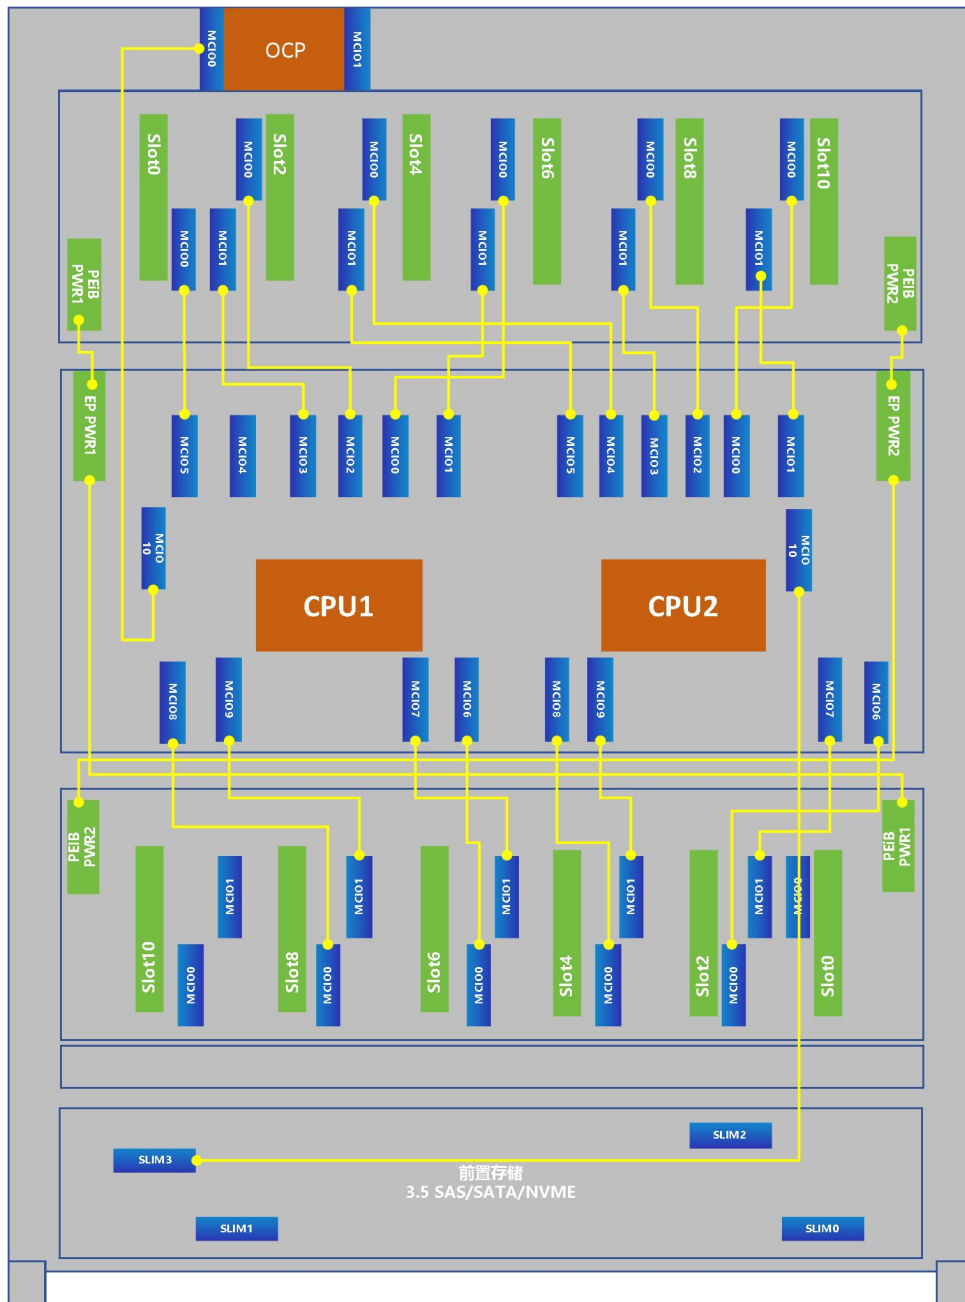 MCIO0
OCP
MCIO1
Slot0
MCIO0
Slot2
MCIO0
Slot4
MCIO0
Slot6
MCIO0
Slot8
MCIO0
Slot10
MCIO0
MCIO1
MCIO1
MCIO1
MCIO1
MCIO1
PEIB
PWR1
PEIB
PWR2
EP PWR1
EP PWR2
MCIO5
MCIO4
MCIO3
MCIO2
MCIO0
MCIO1
MCIO5
MCIO4
MCIO3
MCIO2
MCIO0
MCIO1
MCIO
10
MCIO
10
CPU1
CPU2
MCIO8
MCIO9
MCIO7
MCIO6
MCIO8
MCIO9
MCIO7
MCIO6
PEIB
PWR2
PEIB
PWR1
MCIO1
MCIO1
MCIO1
MCIO1
MCIO1
MCIO0
Slot10
MCIO0
Slot8
MCIO0
Slot6
MCIO0
Slot4
MCIO0
Slot2
MCIO0
Slot0
SLIM2
SLIM3
前置存储
3.5 SAS/SATA/NVME
SLIM1
SLIM0